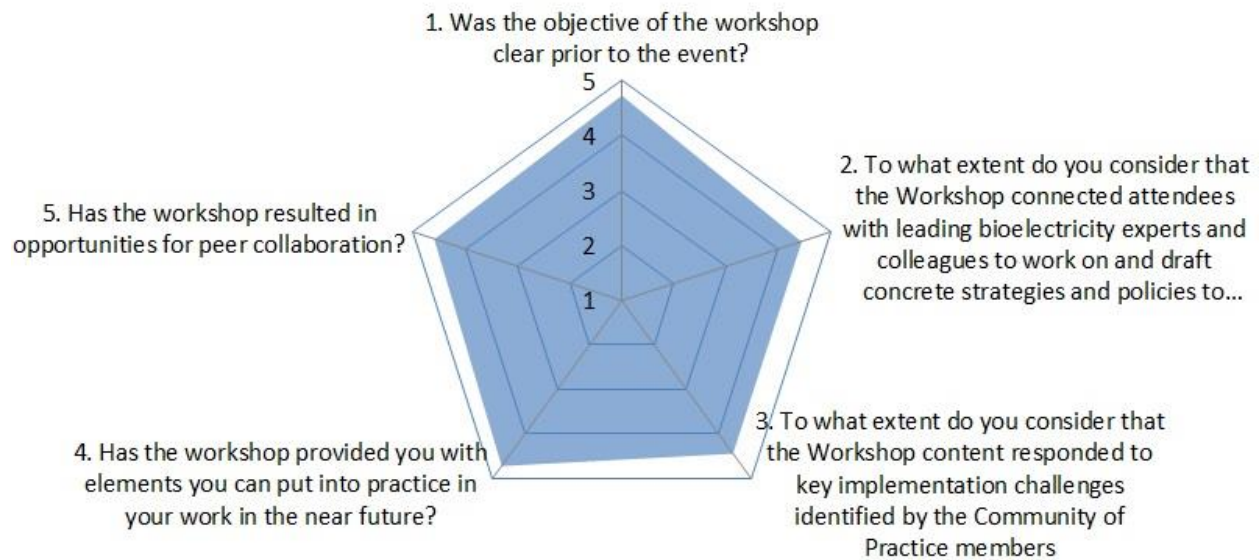 1. Was the objective of the workshop
clear prior to the event?
5
4
3
2
1
2. To what extent do you consider that
the Workshop connected attendees
with leading bioelectricity experts and
colleagues to work on and draft
concrete strategies and policies to...
3. To what extent do you consider that
the Workshop content responded to
key implementation challenges
identified by the Community of
Practice members
4. Has the workshop provided you with
elements you can put into practice in
your work in the near future?
5. Has the workshop resulted in
opportunities for peer collaboration?